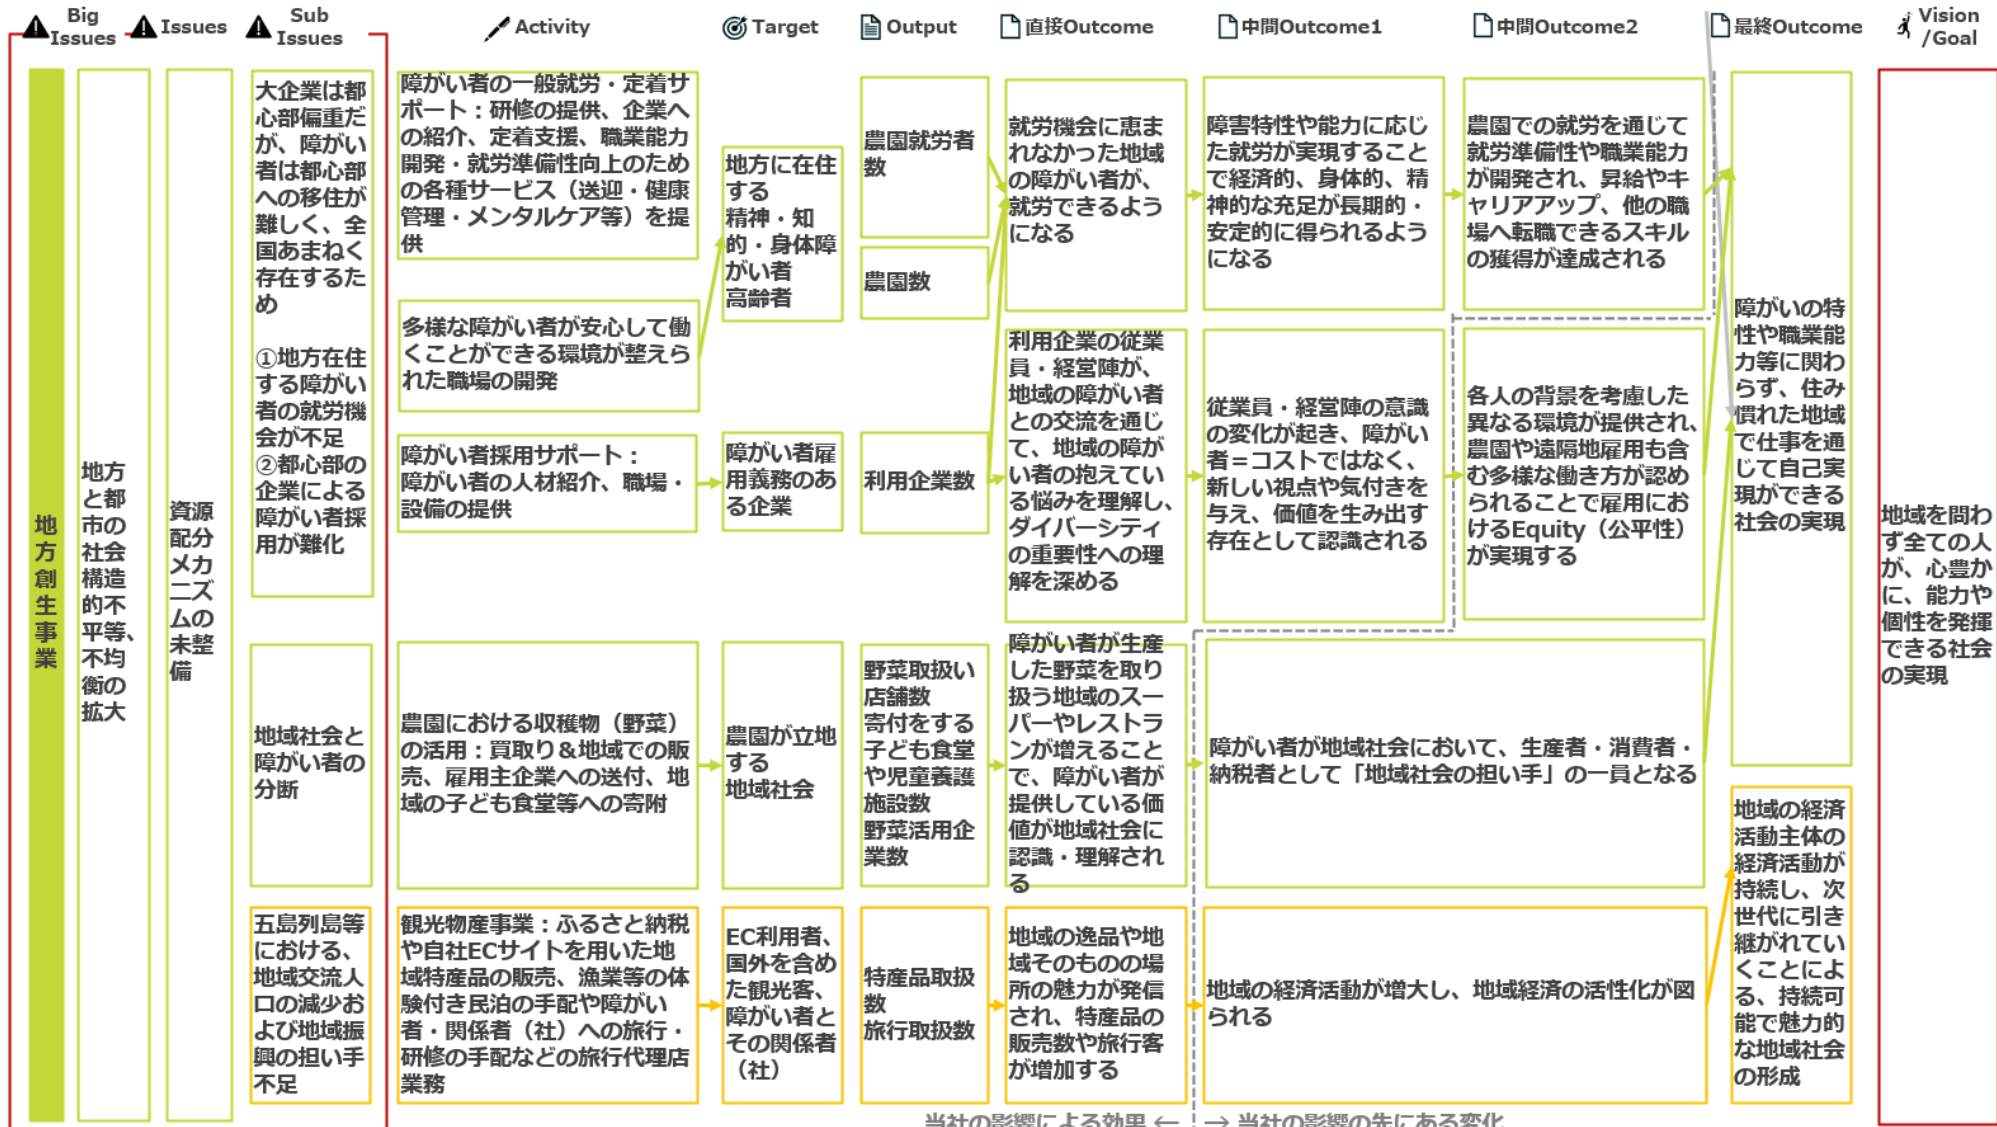 Big
Issues
Issues
Sub
Issues
Activity
Target
Output
直接Outcome
中間Outcome1
中間Outcome2
最終Outcome
Vision
/Goal
地
方
創
生
事
業
地方
と都
市の
社会
構造
的不
平等、
不均
衡の
拡大
資源
配分
メカ
ニズ
ムの
未整
備
大企業は都
心部偏重だ
が、障がい
者は都心部
への移住が
難しく、全
国あまねく
存在するた
め
①地方在住
する障がい
者の就労機
会が不足
②都心部の
企業による
障がい者採
用が難化
障がい者の一般就労・定着サ
ポート：研修の提供、企業へ
の紹介、定着支援、職業能力
開発・就労準備性向上のため
の各種サービス（送迎・健康
管理・メンタルケア等）を提
供
多様な障がい者が安心して働
くことができる環境が整えら
れた職場の開発
地方に在住
する
精神・知
的・身体障
がい者
高齢者
農園就労者
数
農園数
就労機会に恵ま
れなかった地域
の障がい者が、
就労できるよう
になる
障害特性や能力に応じ
た就労が実現すること
で経済的、身体的、精
神的な充足が長期的・
安定的に得られるよう
になる
農園での就労を通じて
就労準備性や職業能力
が開発され、昇給やキ
ャリアアップ、他の職
場へ転職できるスキル
の獲得が達成される
障がい者採用サポート：
障がい者の人材紹介、職場・
設備の提供
障がい者雇
用義務のあ
る企業
利用企業数
利用企業の従業
員・経営陣が、
地域の障がい者
との交流を通じ
て、地域の障が
い者の抱えてい
る悩みを理解し、
ダイバーシティ
の重要性への理
解を深める
従業員・経営陣の意識
の変化が起き、障がい
者＝コストではなく、
新しい視点や気付きを
与え、価値を生み出す
存在として認識される
各人の背景を考慮した
異なる環境が提供され、
農園や遠隔地雇用も含
む多様な働き方が認め
られることで雇用にお
けるEquity（公平性）
が実現する
障がいの特
性や職業能
力等に関わ
らず、住み
慣れた地域
で仕事を通
じて自己実
現ができる
社会の実現
地域社会と
障がい者の
分断
農園における収穫物（野菜）
の活用：買取り＆地域での販
売、雇用主企業への送付、地
域の子ども食堂等への寄附
農園が立地
する
地域社会
野菜取扱い
店舗数
寄付をする
子ども食堂
や児童養護
施設数
野菜活用企
業数
障がい者が生産
した野菜を取り
扱う地域のスー
パーやレストラ
ンが増えること
で、障がい者が
提供している価
値が地域社会に
認識・理解され
る
障がい者が地域社会において、生産者・消費者・
納税者として「地域社会の担い手」の一員となる
五島列島等
における、
地域交流人
口の減少お
よび地域振
興の担い手
不足
観光物産事業：ふるさと納税
や自社ECサイトを用いた地
域特産品の販売、漁業等の体
験付き民泊の手配や障がい
者・関係者（社）への旅行・
研修の手配などの旅行代理店
業務
EC利用者、
国外を含め
た観光客、
障がい者と
その関係者
（社）
特産品取扱
数
旅行取扱数
地域の逸品や地
域そのものの場
所の魅力が発信
され、特産品の
販売数や旅行客
が増加する
地域の経済活動が増大し、地域経済の活性化が図
られる
地域の経済
活動主体の
経済活動が
持続し、次
世代に引き
継がれてい
くことによ
る、持続可
能で魅力的
な地域社会
の形成
地域を問わ
ず全ての人
が、心豊か
に、能力や
個性を発揮
できる社会
の実現
当社の影響による効果 ← → 当社の影響の先にある変化